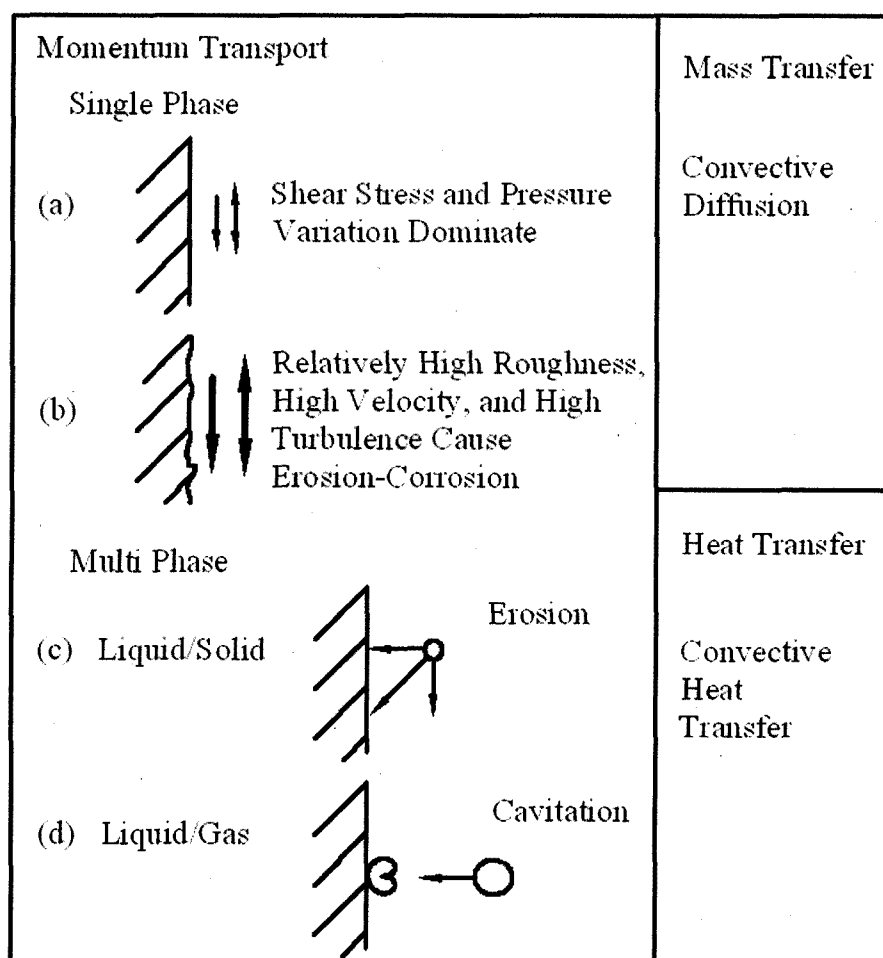 Momentum Transport
Single Phase
(a)
Shear Stress and Pressure
Variation Dominate
(b)
Relatively High Roughness,
High Velocity, and High
Turbulence Cause
Erosion-Corrosion
Multi Phase
(c) Liquid/Solid
Erosion
(d) Liquid/Gas
Cavitation
Mass Transfer
Convective
Diffusion
Heat Transfer
Convective
Heat
Transfer